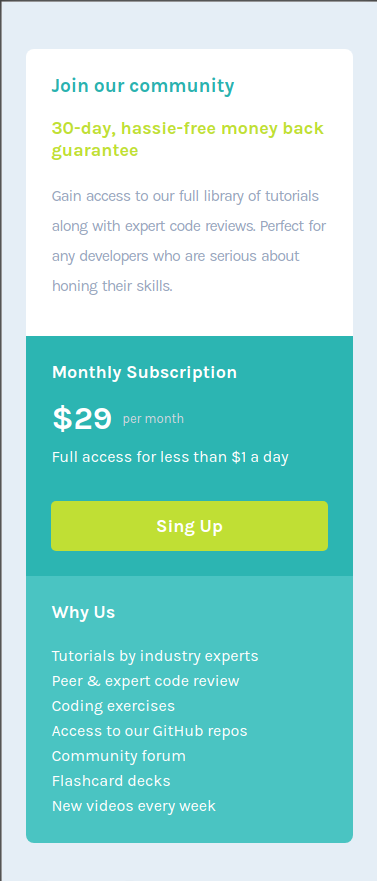 Join our community
30-day, hassie-free money back
guarantee
Gain access to our full library of tutorials
along with expert code reviews. Perfect for
any developers who are serious about
honing their skills.
Monthly Subscription
$29 per month
Full access for less than $1 a day
Sing Up
Why Us
Tutorials by industry experts
Peer & expert code review
Coding exercises
Access to our GitHub repos
Community forum
Flashcard decks
New videos every week